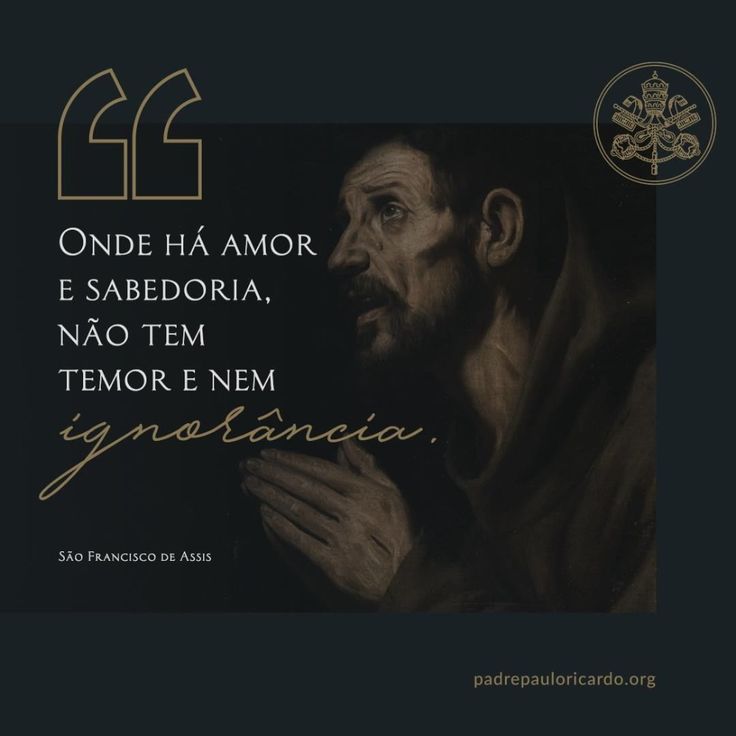 ONDE HÁ AMOR
E SABEDORIA,
NÃO TEM
TEMOR E NEM
ignorância.
SÃO FRANCISCO DE ASSIS
padrepauloricardo.org